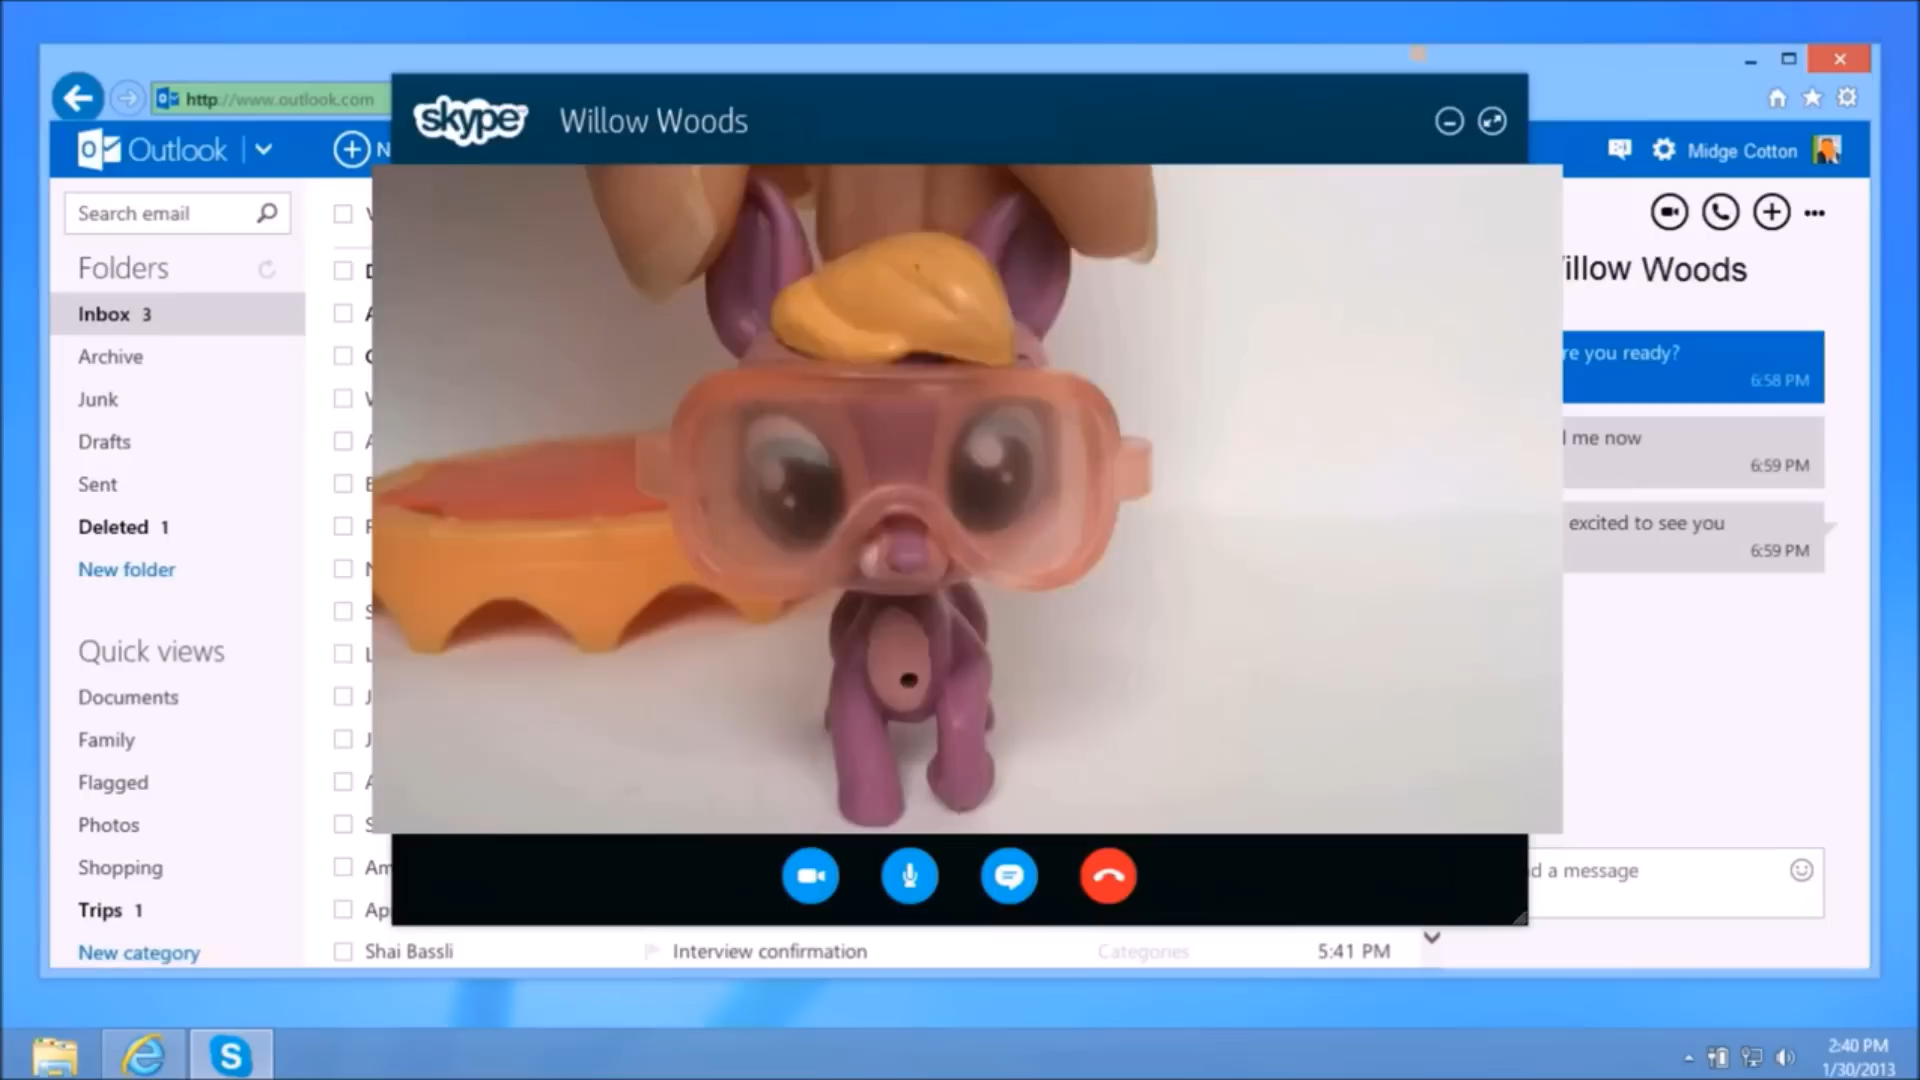 http://www.outlook.com
skype
Willow Woods
Outlook
N
Midge Cotton
Search email
Folders
Inbox 3
Archive
Junk
Drafts
Sent
Deleted 1
New folder
Quick views
Documents
Family
Flagged
Photos
Shopping
Trips 1
New category
illow Woods
re you ready?
6:58 PM
l me now
6:59 PM
excited to see you
6:59 PM
d a message
Am
Ap
Shai Bassli
Interview confirmation
Categories
5:41 PM
2:40 PM
1/30/2013